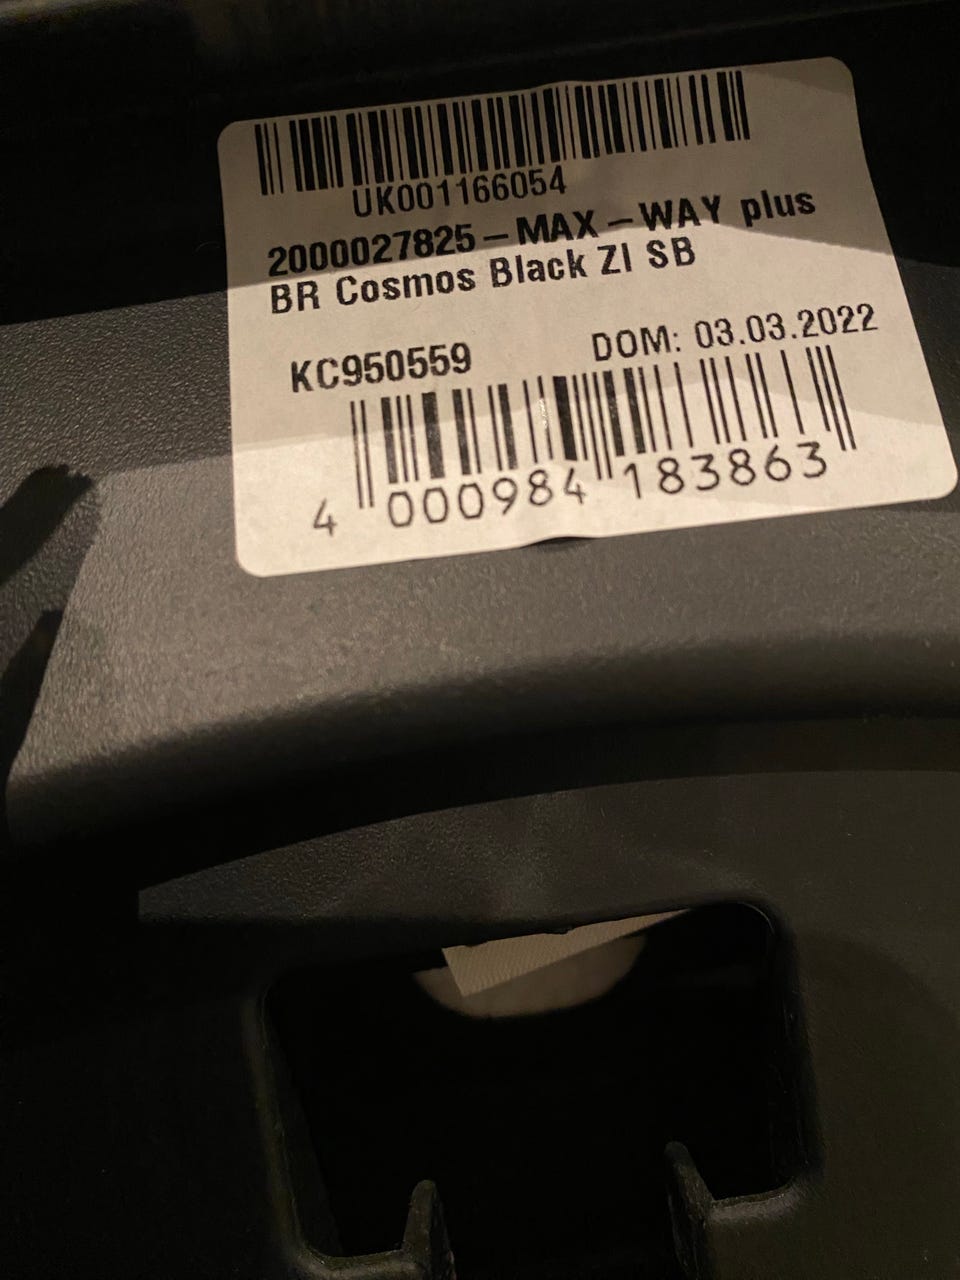 UK001166054
2000027825-MAX-WAY plus
BR Cosmos Black ZI SB
KC950559 DOM: 03.03.2022
4 000984 183863